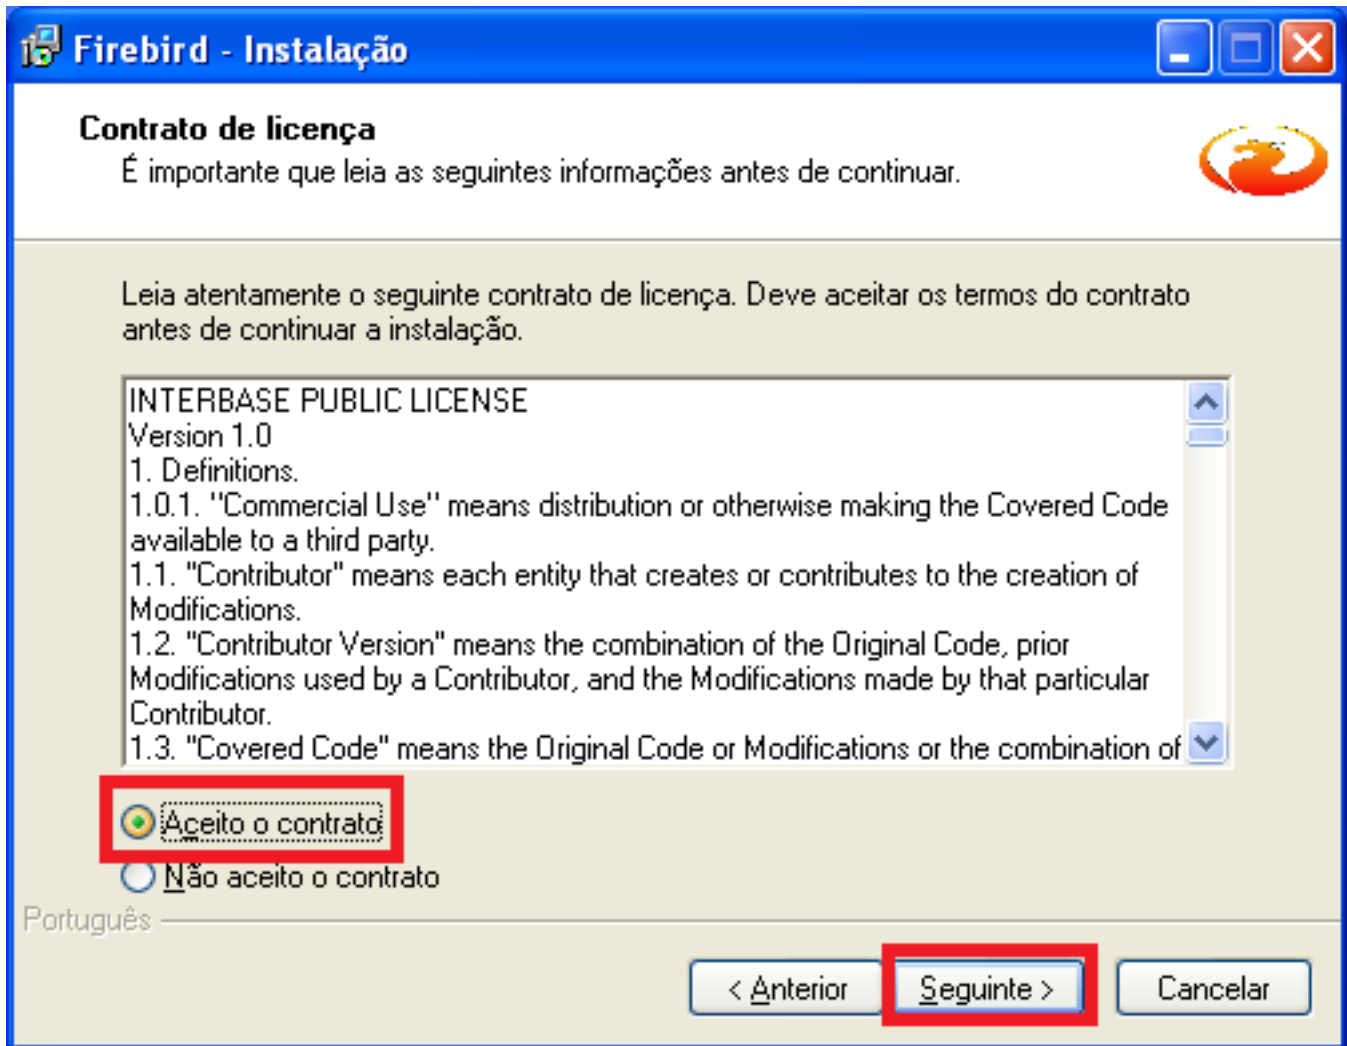 Firebird - Instalação
Contrato de licença
É importante que leia as seguintes informações antes de continuar.
Leia atentamente o seguinte contrato de licença. Deve aceitar os termos do contrato
antes de continuar a instalação.
INTERBASE PUBLIC LICENSE
Version 1.0
1. Definitions.
1.0.1. "Commercial Use" means distribution or otherwise making the Covered Code
available to a third party.
1.1. "Contributor" means each entity that creates or contributes to the creation of
Modifications.
1.2. "Contributor Version" means the combination of the Original Code, prior
Modifications used by a Contributor, and the Modifications made by that particular
Contributor.
1.3. "Covered Code" means the Original Code or Modifications or the combination of
Aceito o contrato
Não aceito o contrato
Português
< Anterior
Seguinte >
Cancelar